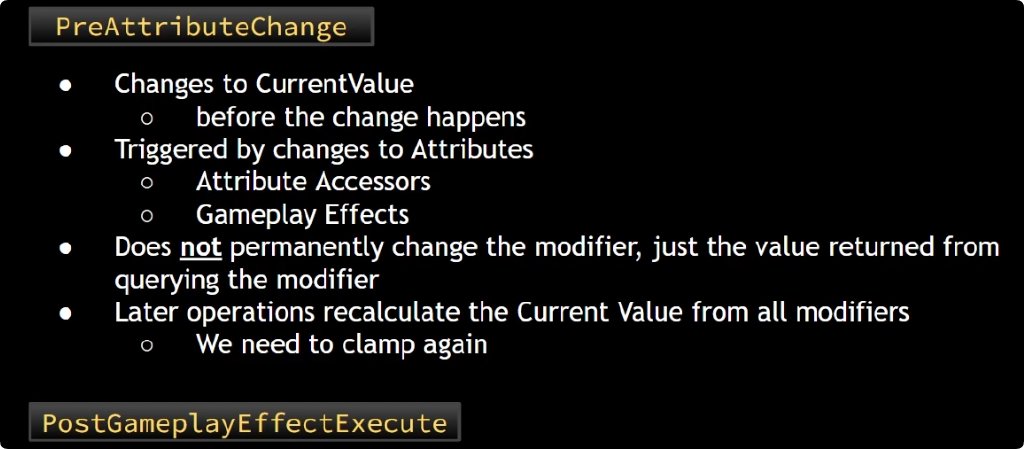 PreAttributeChange
● Changes to CurrentValue
○ before the change happens
● Triggered by changes to Attributes
○ Attribute Accessors
○ Gameplay Effects
● Does not permanently change the modifier, just the value returned from
querying the modifier
● Later operations recalculate the Current Value from all modifiers
○ We need to clamp again
PostGameplayEffectExecute